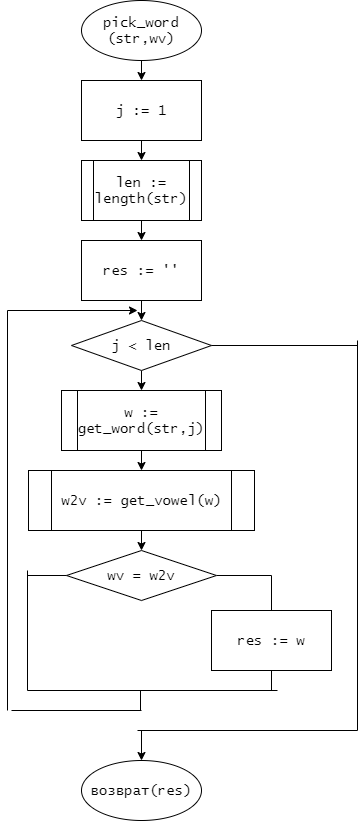 pick_word
(str,wv)
j := 1
len :=
length(str)
res := ''
j < len
w :=
get_word(str,j)
w2v := get_vowel(w)
wv = w2v
res := w
возврат(res)